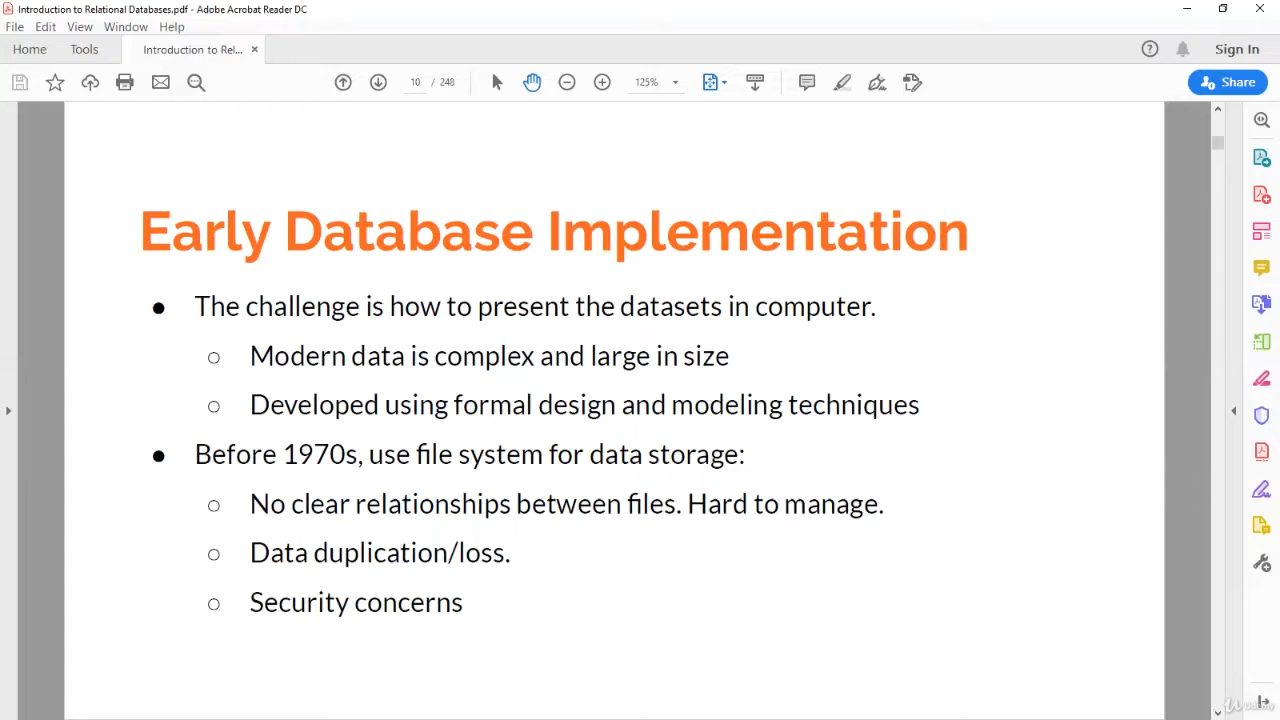 Introduction to Relational Databases.pdf - Adobe Acrobat Reader DC
File Edit View Window Help
Home Tools Introduction to Rel... × Sign In
10 / 248 125% Share
Early Database Implementation
● The challenge is how to present the datasets in computer.
○ Modern data is complex and large in size
○ Developed using formal design and modeling techniques
● Before 1970s, use file system for data storage:
○ No clear relationships between files. Hard to manage.
○ Data duplication/loss.
○ Security concerns